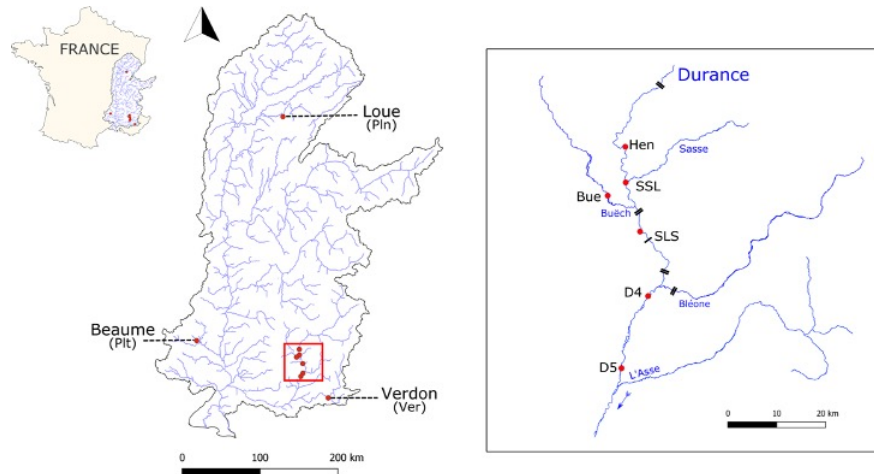 FRANCE
Loue
(Pln)
Beaume
(Plt)
Verdon
(Ver)
0 100 200 km
Durance
Hen
Sasse
SSL
Bue
Buëch
SLS
D4
Bléone
D5
L'Asse
0 10 20 km